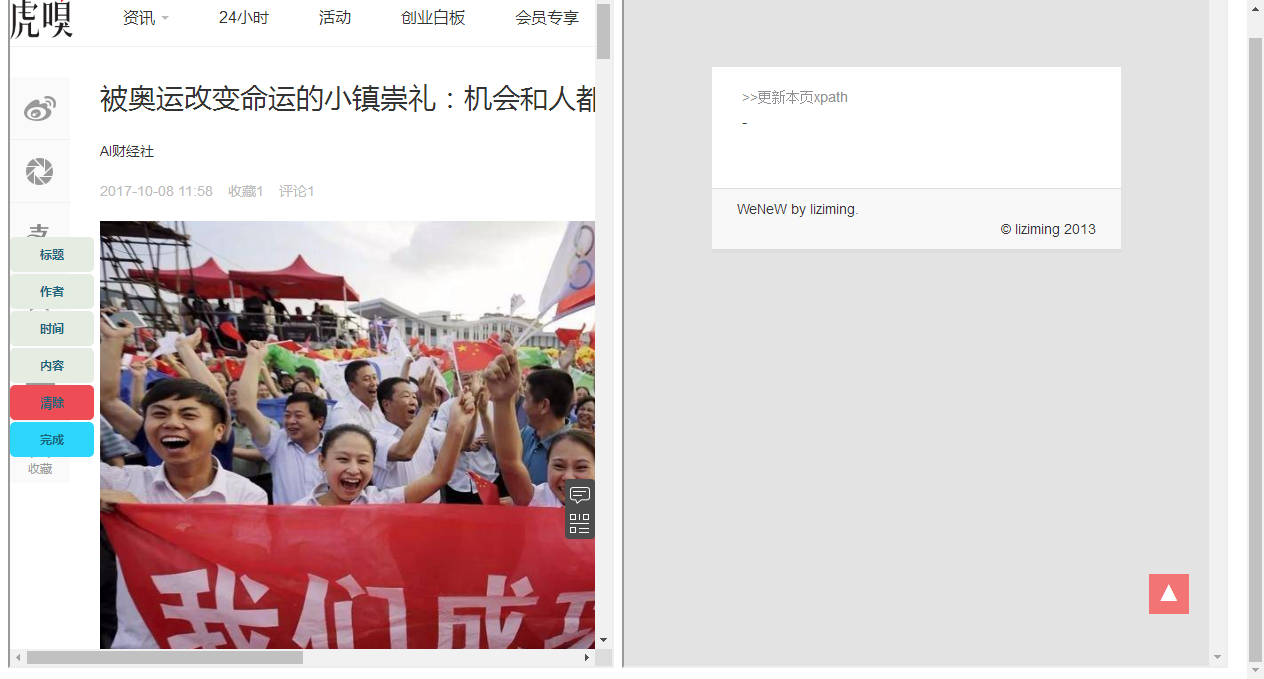 虎嗅
资讯
24小时
活动
创业白板
会员专享
被奥运改变命运的小镇崇礼：机会和人都
AI财经社
2017-10-08 11:58 收藏1 评论1
标题
作者
时间
内容
清除
完成
收藏
我们成功
>>更新本页xpath
-
WeNeW by liziming.
© liziming 2013